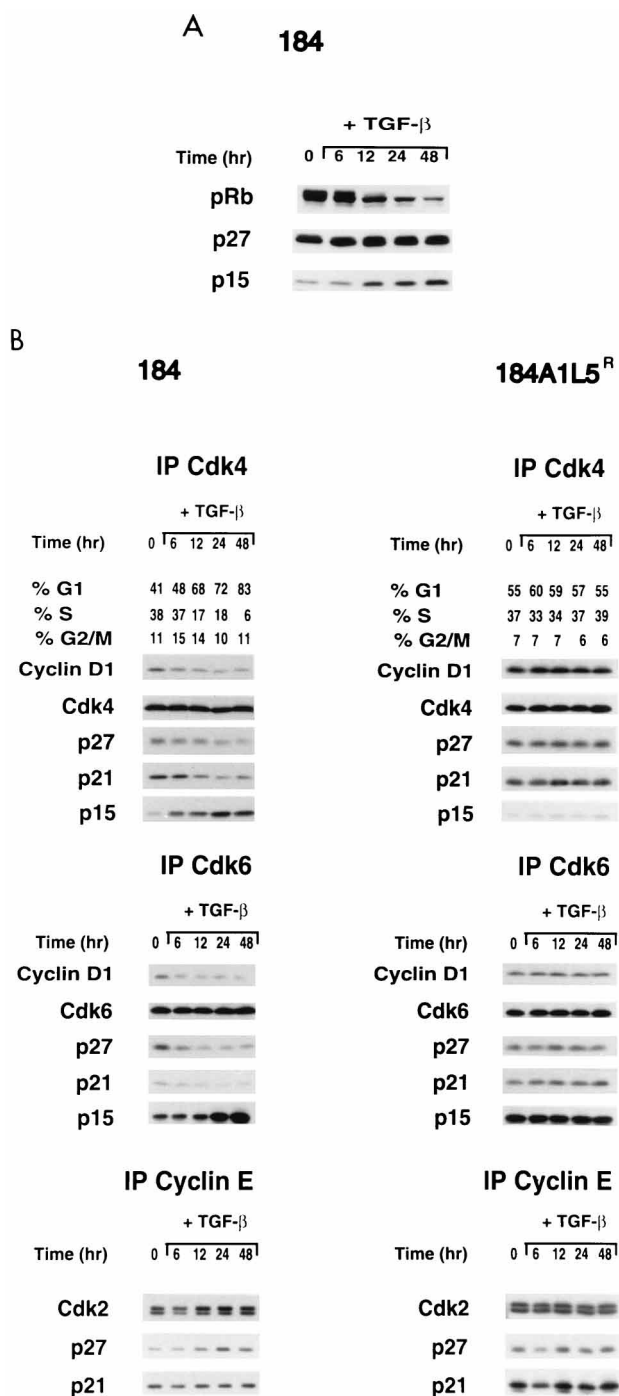 A
184
+ TGF-β
Time (hr) 0 6 12 24 48
pRb
p27
p15
B
184
IP Cdk4
+ TGF-β
Time (hr) 0 6 12 24 48
% G1 41 48 68 72 83
% S 38 37 17 18 6
% G2/M 11 15 14 10 11
Cyclin D1
Cdk4
p27
p21
p15
IP Cdk6
+ TGF-β
Time (hr) 0 6 12 24 48
Cyclin D1
Cdk6
p27
p21
p15
IP Cyclin E
+ TGF-β
Time (hr) 0 6 12 24 48
Cdk2
p27
p21
184A1L5 R
IP Cdk4
+ TGF-β
Time (hr) 0 6 12 24 48
% G1 55 60 59 57 55
% S 37 33 34 37 39
% G2/M 7 7 7 6 6
Cyclin D1
Cdk4
p27
p21
p15
IP Cdk6
+ TGF-β
Time (hr) 0 6 12 24 48
Cyclin D1
Cdk6
p27
p21
p15
IP Cyclin E
+ TGF-β
Time (hr) 0 6 12 24 48
Cdk2
p27
p21